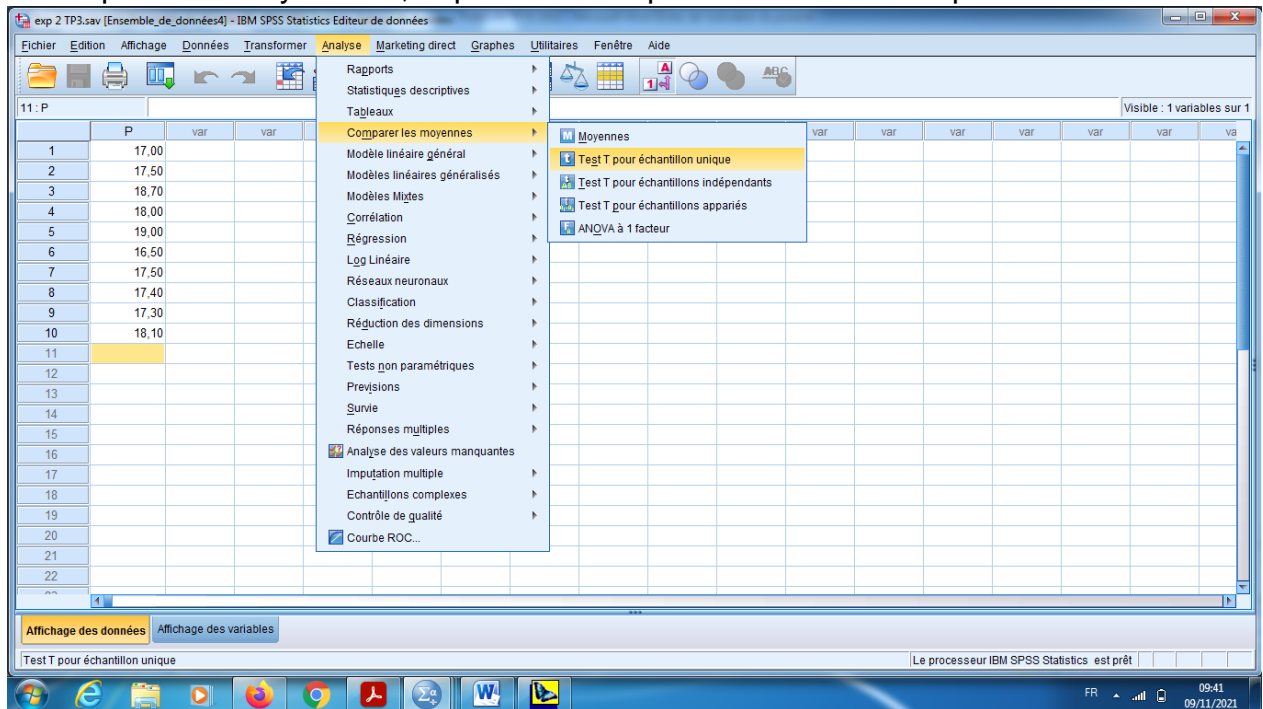 exp 2 TP3.sav [Ensemble_de_données4] - IBM SPSS Statistics Editeur de données
Fichier Edition Affichage Données Transformer Analyse Marketing direct Graphes Utilitaires Fenêtre Aide
11 : P
Visible : 1 variables sur 1
P var var var var var var var var va
1 17,00
2 17,50
3 18,70
4 18,00
5 19,00
6 16,50
7 17,50
8 17,40
9 17,30
10 18,10
11
12
13
14
15
16
17
18
19
20
21
22
Rapports
Statistiques descriptives
Tableaux
Comparer les moyennes
Modèle linéaire général
Modèles linéaires généralisés
Modèles Mixtes
Corrélation
Régression
Log Linéaire
Réseaux neuronaux
Classification
Réduction des dimensions
Echelle
Tests non paramétriques
Prévisions
Survie
Réponses multiples
Analyse des valeurs manquantes
Imputation multiple
Echantillons complexes
Contrôle de qualité
Courbe ROC...
Moyennes
Test T pour échantillon unique
Test T pour échantillons indépendants
Test T pour échantillons appariés
ANOVA à 1 facteur
Affichage des données Affichage des variables
Test T pour échantillon unique
Le processeur IBM SPSS Statistics est prêt
FR
09:41
09/11/2021